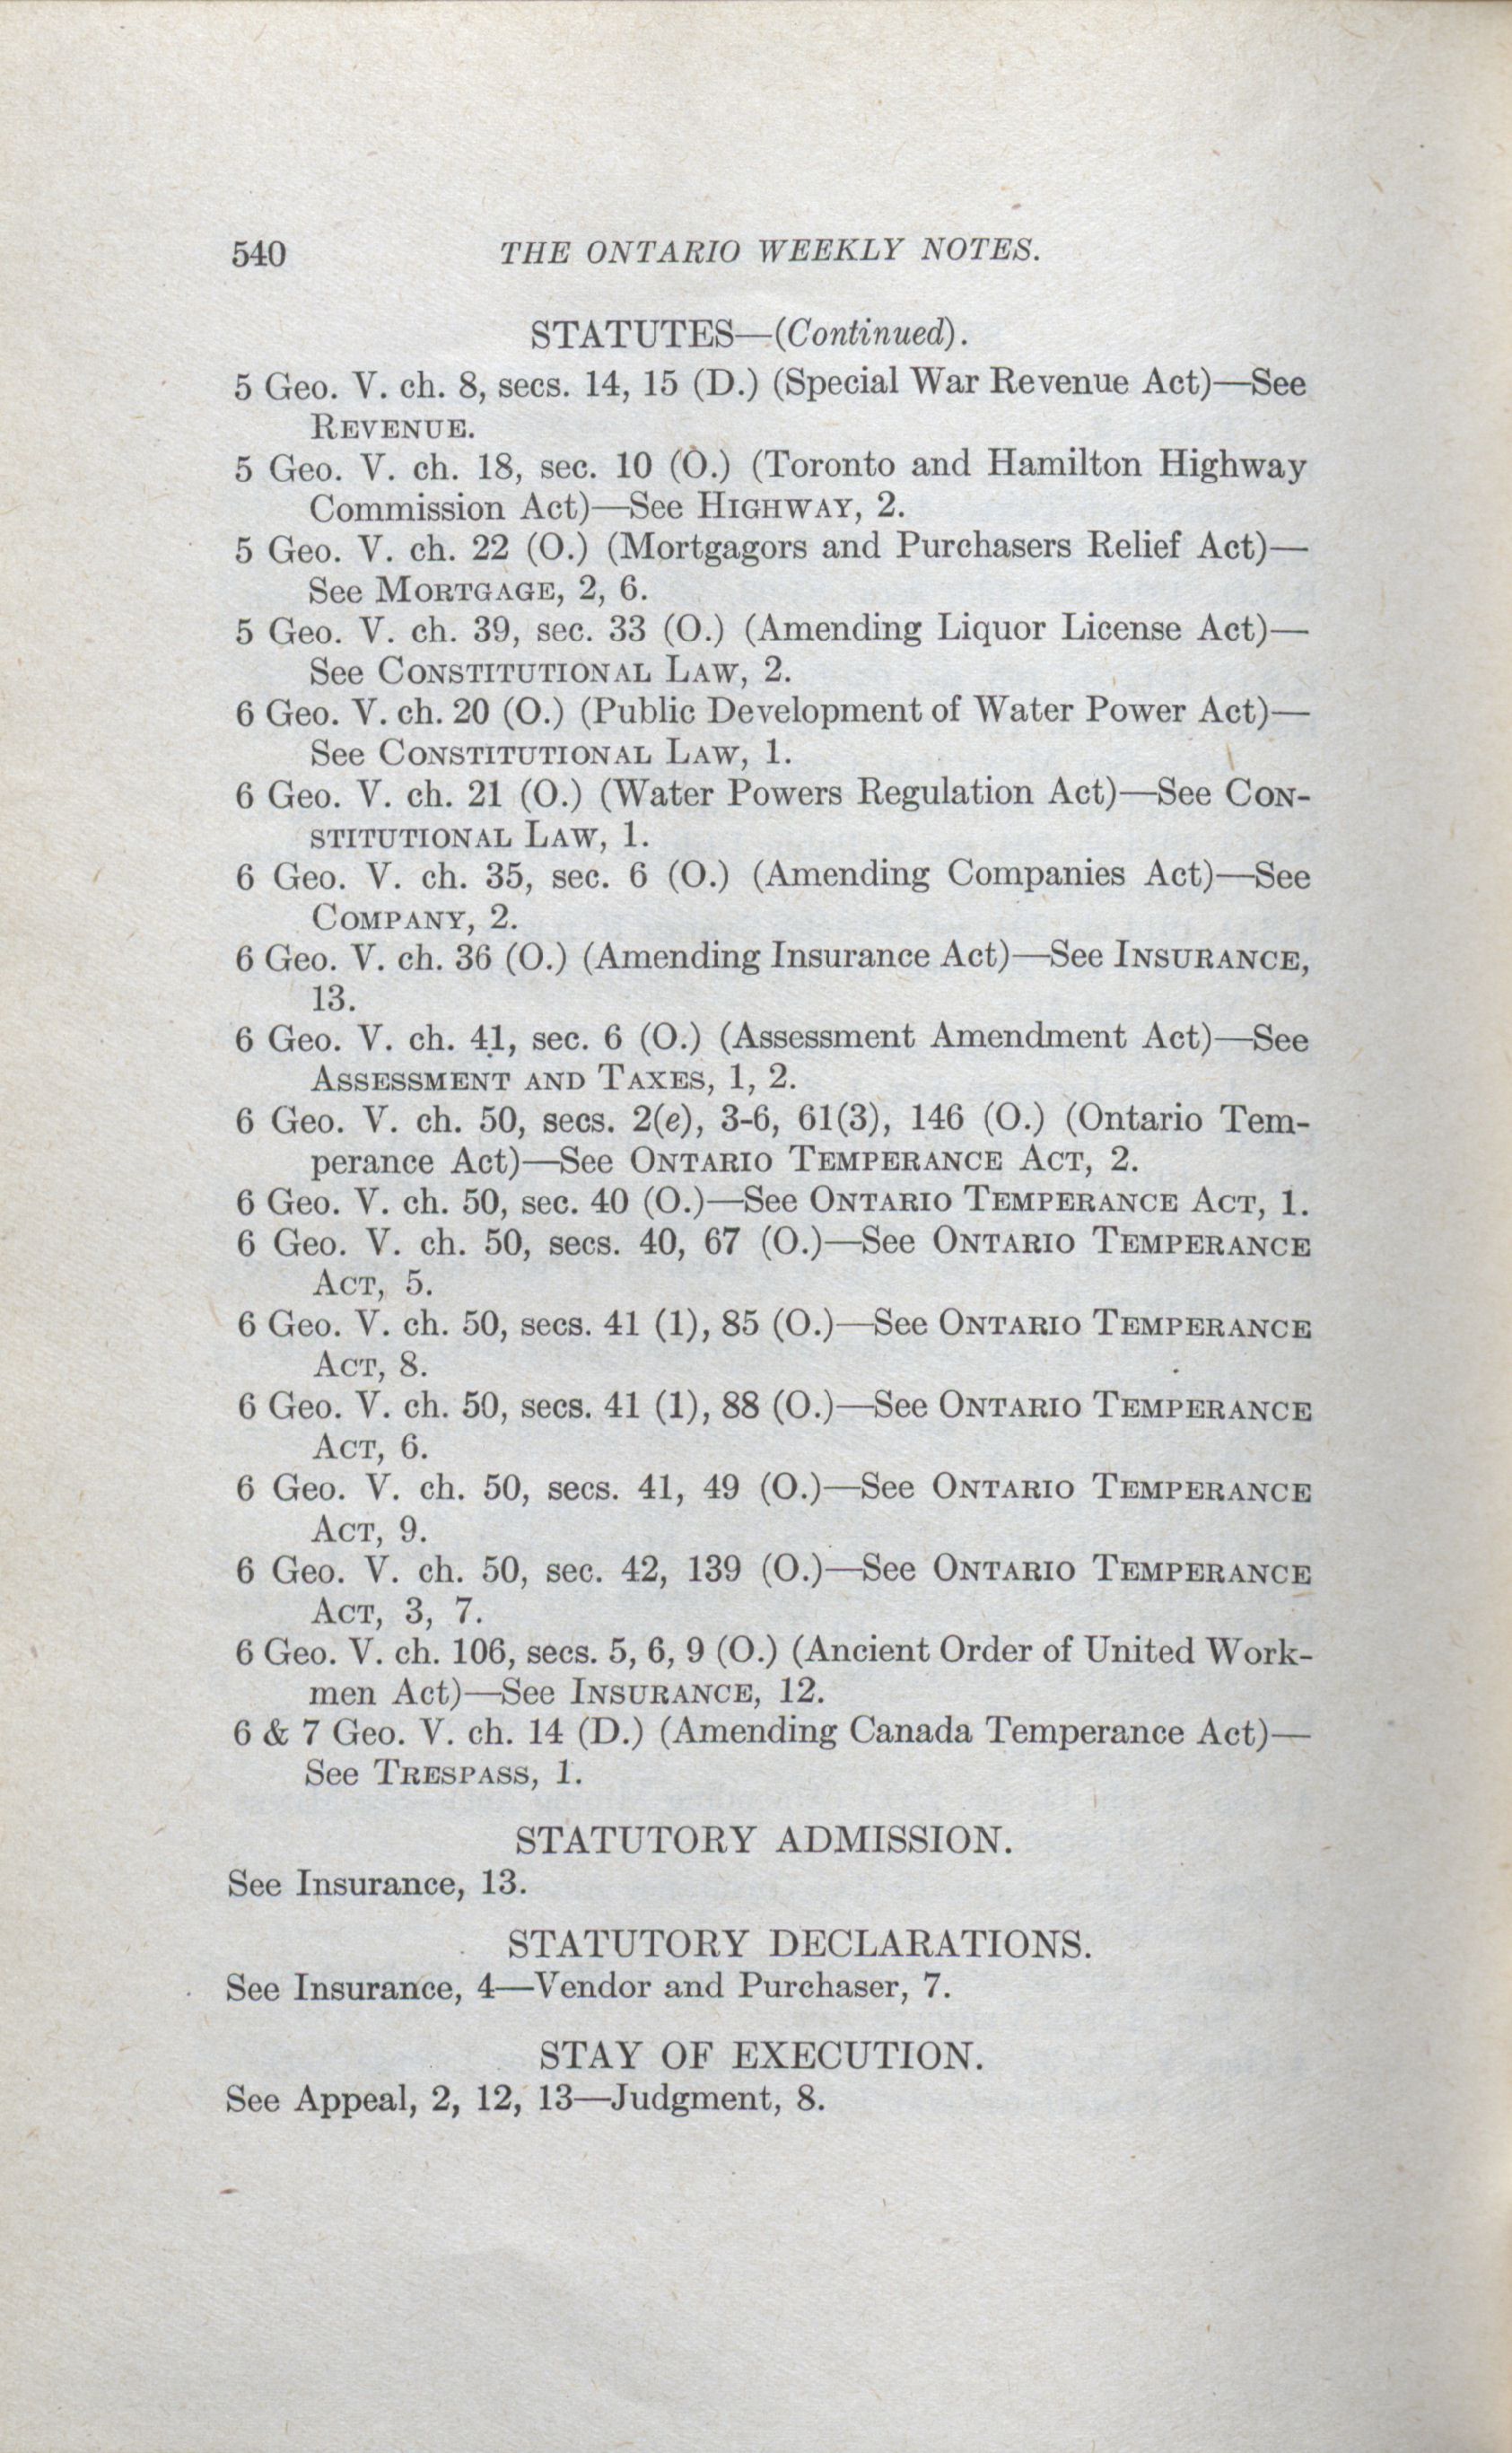 540 THE ONTARIO WEEKLY NOTES.
STATUTES—(Continued).
5 Geo. V. ch. 8, secs. 14, 15 (D.) (Special War Revenue Act)—See
REVENUE.
5 Geo. V. ch. 18, sec. 10 (O.) (Toronto and Hamilton Highway
Commission Act)—See HIGHWAY, 2.
5 Geo. V. ch. 22 (O.) (Mortgagors and Purchasers Relief Act)—
See MORTGAGE, 2, 6.
5 Geo. V. ch. 39, sec. 33 (O.) (Amending Liquor License Act)—
See CONSTITUTIONAL LAW, 2.
6 Geo. V. ch. 20 (O.) (Public Development of Water Power Act)—
See CONSTITUTIONAL LAW, 1.
6 Geo. V. ch. 21 (O.) (Water Powers Regulation Act)—See CON-
STITUTIONAL LAW, 1.
6 Geo. V. ch. 35, sec. 6 (O.) (Amending Companies Act)—See
COMPANY, 2.
6 Geo. V. ch. 36 (O.) (Amending Insurance Act)—See INSURANCE,
13.
6 Geo. V. ch. 41, sec. 6 (O.) (Assessment Amendment Act)—See
ASSESSMENT AND TAXES, 1, 2.
6 Geo. V. ch. 50, secs. 2(e), 3-6, 61(3), 146 (O.) (Ontario Tem-
perance Act)—See ONTARIO TEMPERANCE ACT, 2.
6 Geo. V. ch. 50, sec. 40 (O.)—See ONTARIO TEMPERANCE ACT, 1.
6 Geo. V. ch. 50, secs. 40, 67 (O.)—See ONTARIO TEMPERANCE
ACT, 5.
6 Geo. V. ch. 50, secs. 41 (1), 85 (O.)—See ONTARIO TEMPERANCE
ACT, 8.
6 Geo. V. ch. 50, secs. 41 (1), 88 (O.)—See ONTARIO TEMPERANCE
ACT, 6.
6 Geo. V. ch. 50, secs. 41, 49 (O.)—See ONTARIO TEMPERANCE
ACT, 9.
6 Geo. V. ch. 50, sec. 42, 139 (O.)—See ONTARIO TEMPERANCE
ACT, 3, 7.
6 Geo. V. ch. 106, secs. 5, 6, 9 (O.) (Ancient Order of United Work-
men Act)—See INSURANCE, 12.
6 & 7 Geo. V. ch. 14 (D.) (Amending Canada Temperance Act)—
See TRESPASS, 1.
STATUTORY ADMISSION.
See Insurance, 13.
STATUTORY DECLARATIONS.
See Insurance, 4—Vendor and Purchaser, 7.
STAY OF EXECUTION.
See Appeal, 2, 12, 13—Judgment, 8.